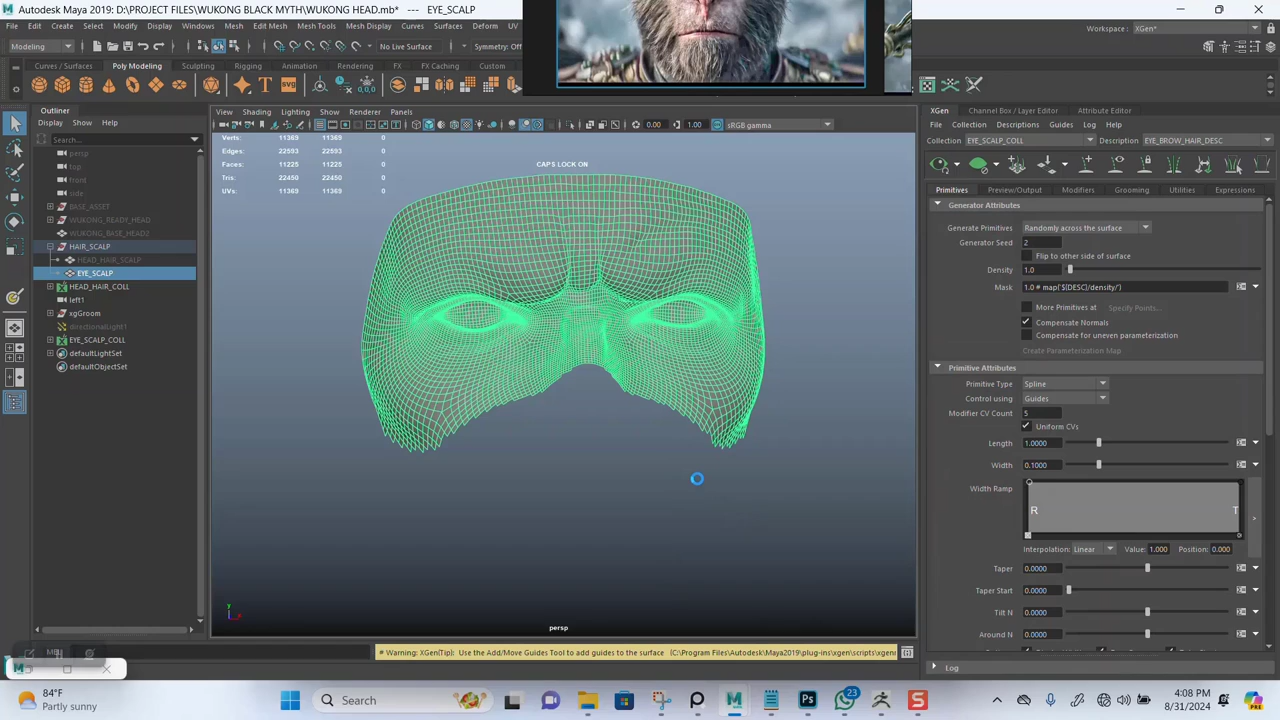 Autodesk Maya 2019: D:\PROJECT FILES\WUKONG BLACK MYTH\WUKONG HEAD.mb*  ---  EYE_SCALP
File Edit Create Select Modify Display Windows Mesh Edit Mesh Mesh Tools Mesh Display Curves Surfaces Deform UV
Workspace : XGen*
Modeling
No Live Surface
Symmetry: Off
Curves / Surfaces Poly Modeling Sculpting Rigging Animation Rendering FX FX Caching Custom
Outliner
Display Show Help
Search...
persp
top
front
side
BASE_ASSET
WUKONG_READY_HEAD
WUKONG_BASE_HEAD2
HAIR_SCALP
HEAD_HAIR_SCALP
EYE_SCALP
HEAD_HAIR_COLL
left1
xgGroom
directionalLight1
EYE_SCALP_COLL
defaultLightSet
defaultObjectSet
View Shading Lighting Show Renderer Panels
0.00 1.00 sRGB gamma
Verts: 11369 11369 0
Edges: 22593 22593 0
Faces: 11225 11225 0
Tris: 22450 22450 0
UVs: 11369 11369 0
CAPS LOCK ON
persp
XGen Channel Box / Layer Editor Attribute Editor
File Collection Descriptions Guides Log Help
Collection EYE_SCALP_COLL Description EYE_BROW_HAIR_DESC
Primitives Preview/Output Modifiers Grooming Utilities Expressions
Generator Attributes
Generate Primitives Randomly across the surface
Generator Seed 2
Flip to other side of surface
Density 1.0
Mask 1.0 # map('${DESC}/density/')
More Primitives at Specify Points...
Compensate Normals
Compensate for uneven parameterization
Create Parameterization Map
Primitive Attributes
Primitive Type Spline
Control using Guides
Modifier CV Count 5
Uniform CVs
Length 1.0000
Width 0.1000
Width Ramp R T
Interpolation: Linear Value: 1.000 Position: 0.000
Taper 0.0000
Taper Start 0.0000
Tilt N 0.0000
Around N 0.0000
Log
# Warning: XGen(Tip):  Use the Add/Move Guides Tool to add guides to the surface
84°F
Partly sunny
Search
23
4:08 PM
8/31/2024